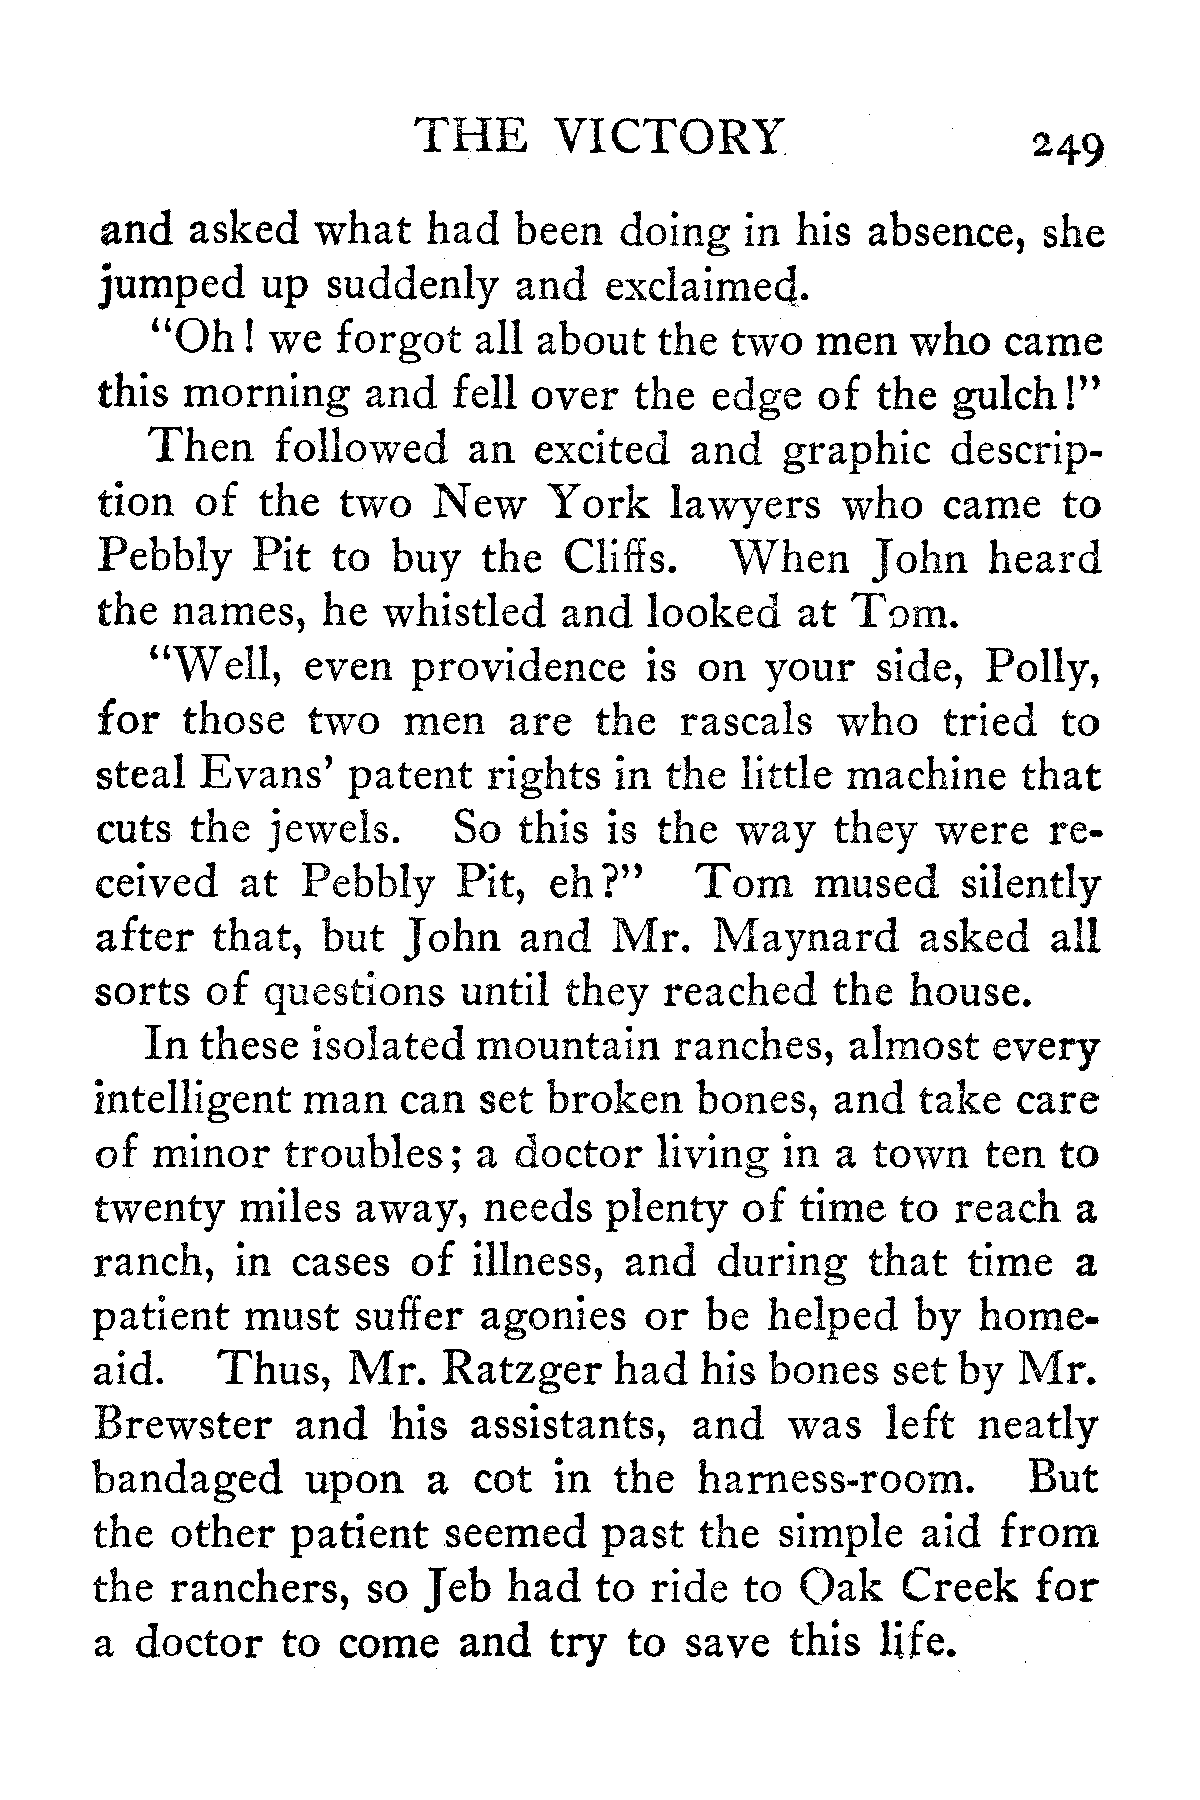 THE VICTORY 249
and asked what had been doing in his absence, she
jumped up suddenly and exclaimed.
“Oh! we forgot all about the two men who came
this morning and fell over the edge of the gulch!”
Then followed an excited and graphic descrip-
tion of the two New York lawyers who came to
Pebbly Pit to buy the Cliffs. When John heard
the names, he whistled and looked at Tom.
“Well, even providence is on your side, Polly,
for those two men are the rascals who tried to
steal Evans’ patent rights in the little machine that
cuts the jewels. So this is the way they were re-
ceived at Pebbly Pit, eh?” Tom mused silently
after that, but John and Mr. Maynard asked all
sorts of questions until they reached the house.
In these isolated mountain ranches, almost every
intelligent man can set broken bones, and take care
of minor troubles; a doctor living in a town ten to
twenty miles away, needs plenty of time to reach a
ranch, in cases of illness, and during that time a
patient must suffer agonies or be helped by home-
aid. Thus, Mr. Ratzger had his bones set by Mr.
Brewster and his assistants, and was left neatly
bandaged upon a cot in the harness-room. But
the other patient seemed past the simple aid from
the ranchers, so Jeb had to ride to Oak Creek for
a doctor to come and try to save this life.